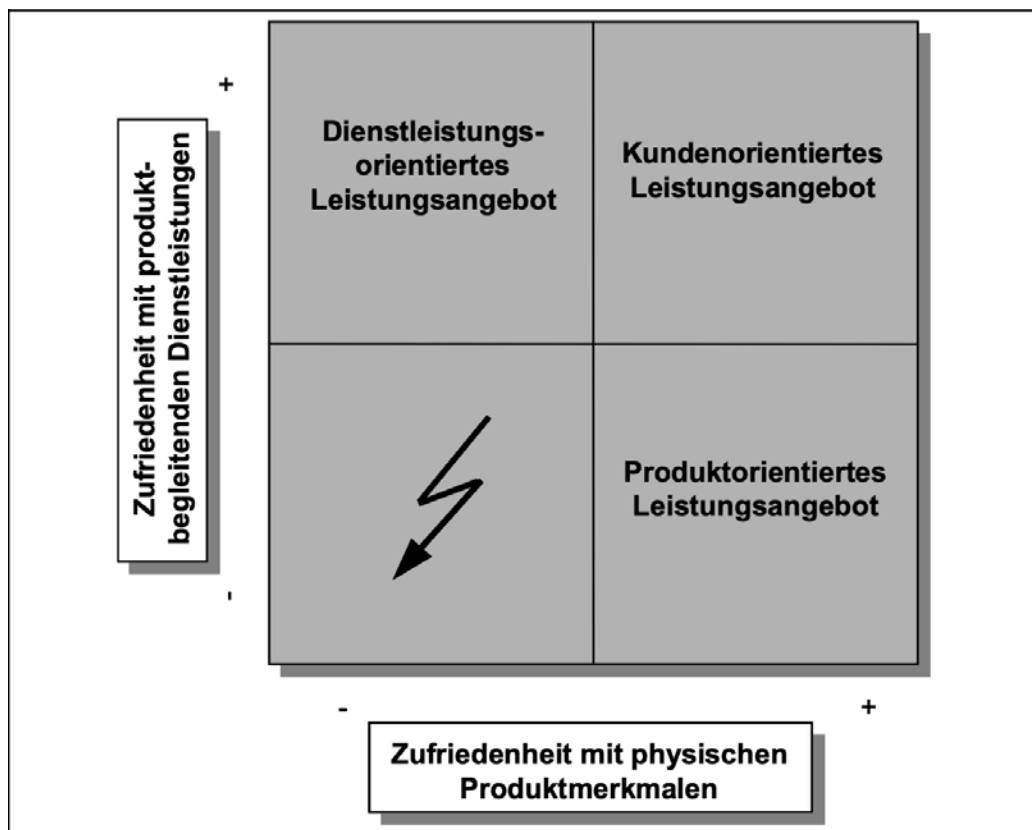 +
Dienstleistungs-
orientiertes
Leistungsangebot
Kundenorientiertes
Leistungsangebot
Zufriedenheit mit produkt-
begleitenden Dienstleistungen
Produktorientiertes
Leistungsangebot
-
-
+
Zufriedenheit mit physischen
Produktmerkmalen